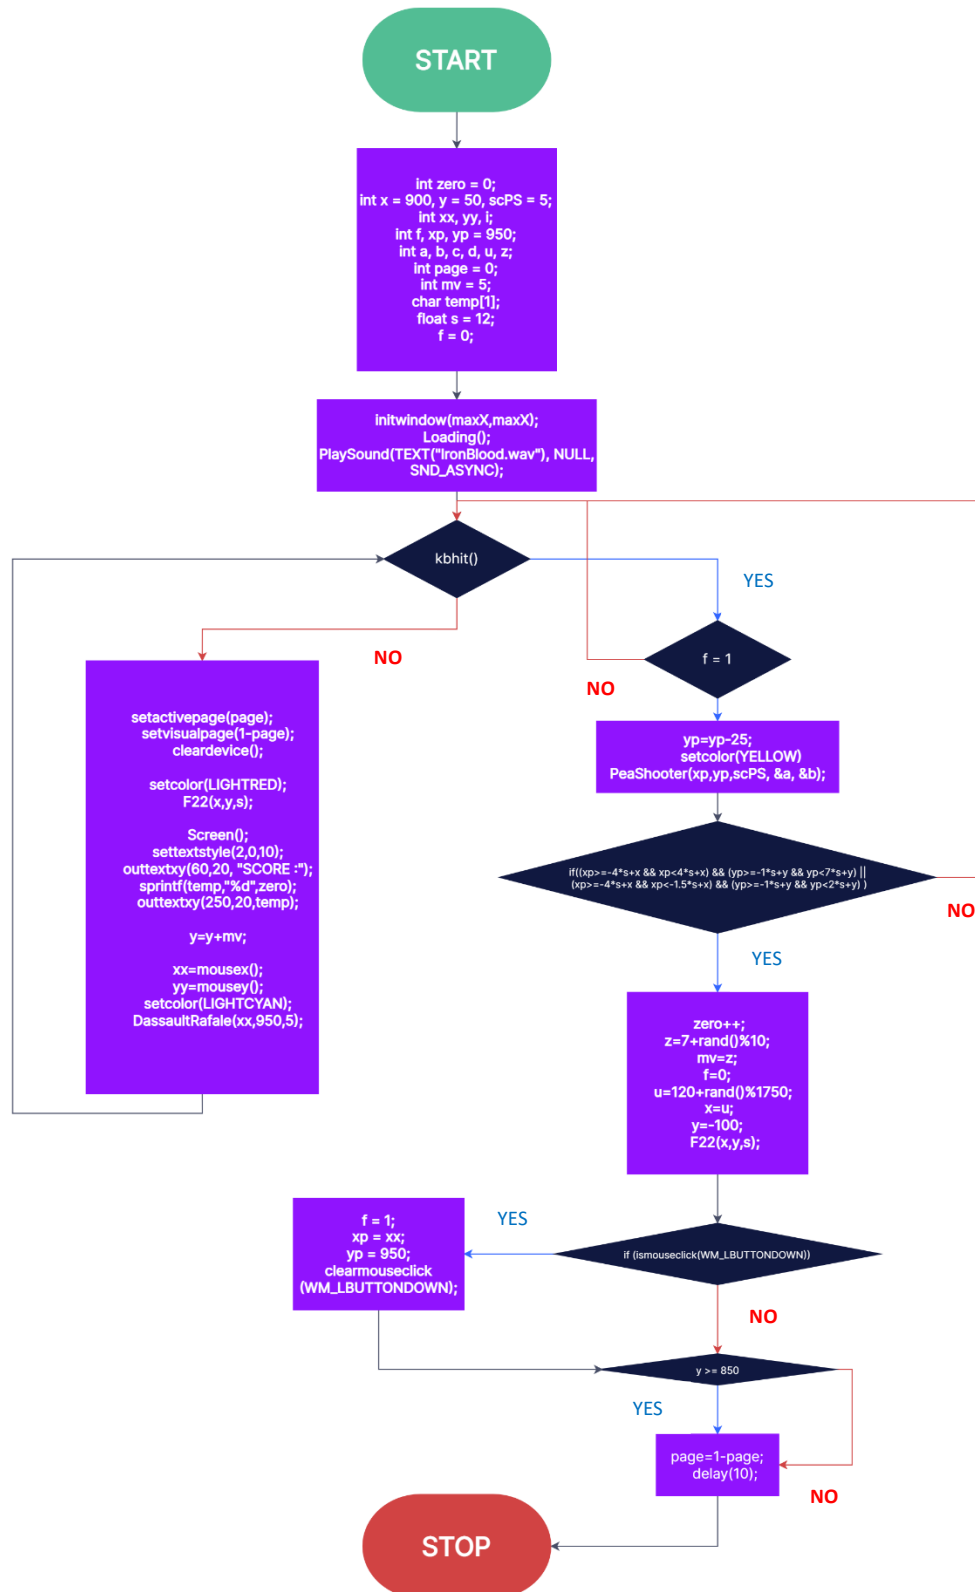 START
int zero = 0;
int x = 900, y = 50, scPS = 5;
int xx, yy, i;
int f, xp, yp = 950;
int a, b, c, d, u, z;
int page = 0;
int mv = 5;
char temp[1];
float s = 12;
f = 0;
initwindow(maxX,maxX);
Loading();
PlaySound(TEXT("IronBlood.wav"), NULL,
SND_ASYNC);
kbhit()
YES
NO
f = 1
NO
setactivepage(page);
setvisualpage(1-page);
cleardevice();
setcolor(LIGHTRED);
F22(x,y,s);
Screen();
settextstyle(2,0,10);
outtextxy(60,20, "SCORE :");
sprintf(temp,"%d",zero);
outtextxy(250,20,temp);
y=y+mv;
xx=mousex();
yy=mousey();
setcolor(LIGHTCYAN);
DassaultRafale(xx,950,5);
yp=yp-25;
setcolor(YELLOW)
PeaShooter(xp,yp,scPS, &a, &b);
if((xp>=-4*s+x && xp<4*s+x) && (yp>=-1*s+y && yp<7*s+y) ||
(xp>=-4*s+x && xp<-1.5*s+x) && (yp>=-1*s+y && yp<2*s+y) )
NO
YES
zero++;
z=7+rand()%10;
mv=z;
f=0;
u=120+rand()%1750;
x=u;
y=-100;
F22(x,y,s);
f = 1;
xp = xx;
yp = 950;
clearmouseclick
(WM_LBUTTONDOWN);
YES
if (ismouseclick(WM_LBUTTONDOWN))
NO
y >= 850
YES
page=1-page;
delay(10);
NO
STOP